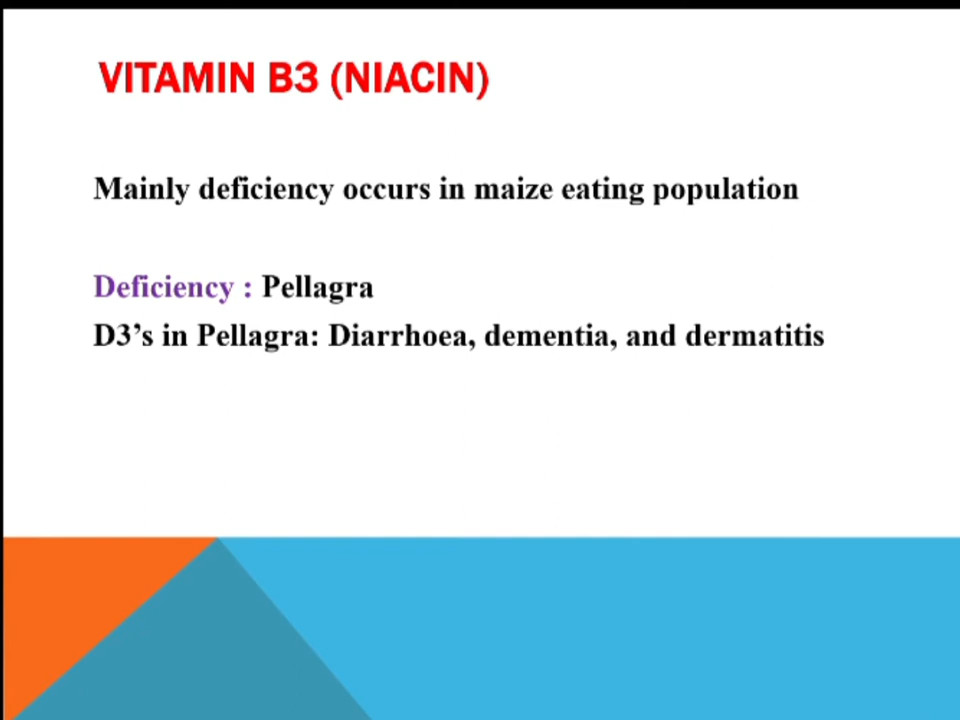 VITAMIN B3 (NIACIN)
Mainly deficiency occurs in maize eating population
Deficiency : Pellagra
D3’s in Pellagra: Diarrhoea, dementia, and dermatitis